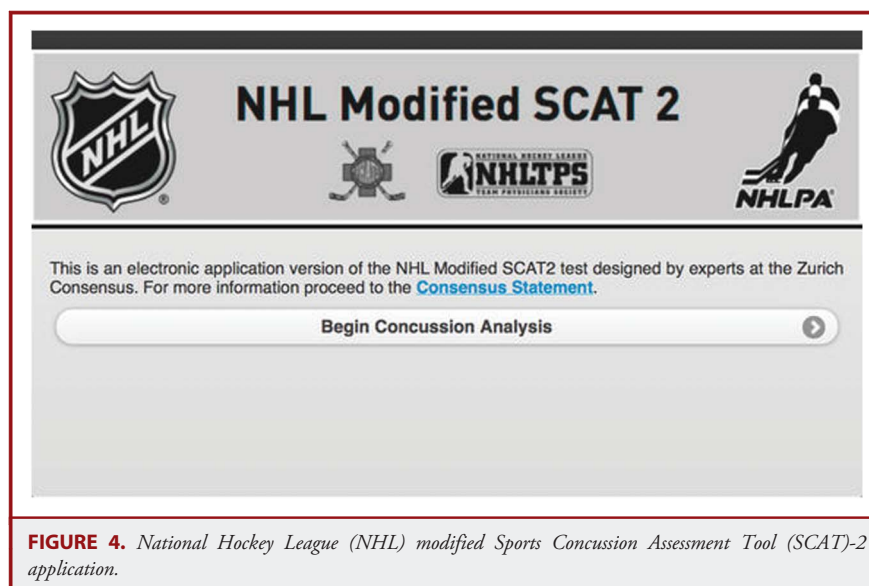 NHL Modified SCAT 2
NHL
®
NATIONAL HOCKEY LEAGUE
NHLTPS
TEAM PHYSICIANS SOCIETY
NHLPA
This is an electronic application version of the NHL Modified SCAT2 test designed by experts at the Zurich
Consensus. For more information proceed to the Consensus Statement.
Begin Concussion Analysis
FIGURE 4. National Hockey League (NHL) modified Sports Concussion Assessment Tool (SCAT)-2
application.